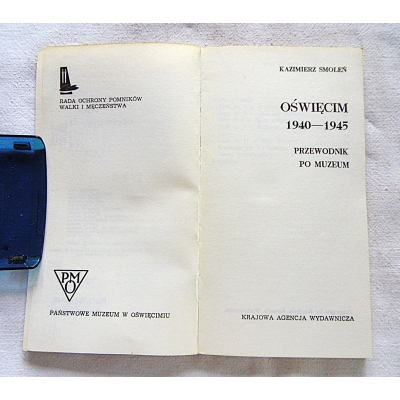 RADA OCHRONY POMNIKÓW
WALKI I MĘCZEŃSTWA
PMO
PAŃSTWOWE MUZEUM W OŚWIĘCIMIU
KAZIMIERZ SMOLEŃ
OŚWIĘCIM
1940—1945
PRZEWODNIK
PO MUZEUM
KRAJOWA AGENCJA WYDAWNICZA